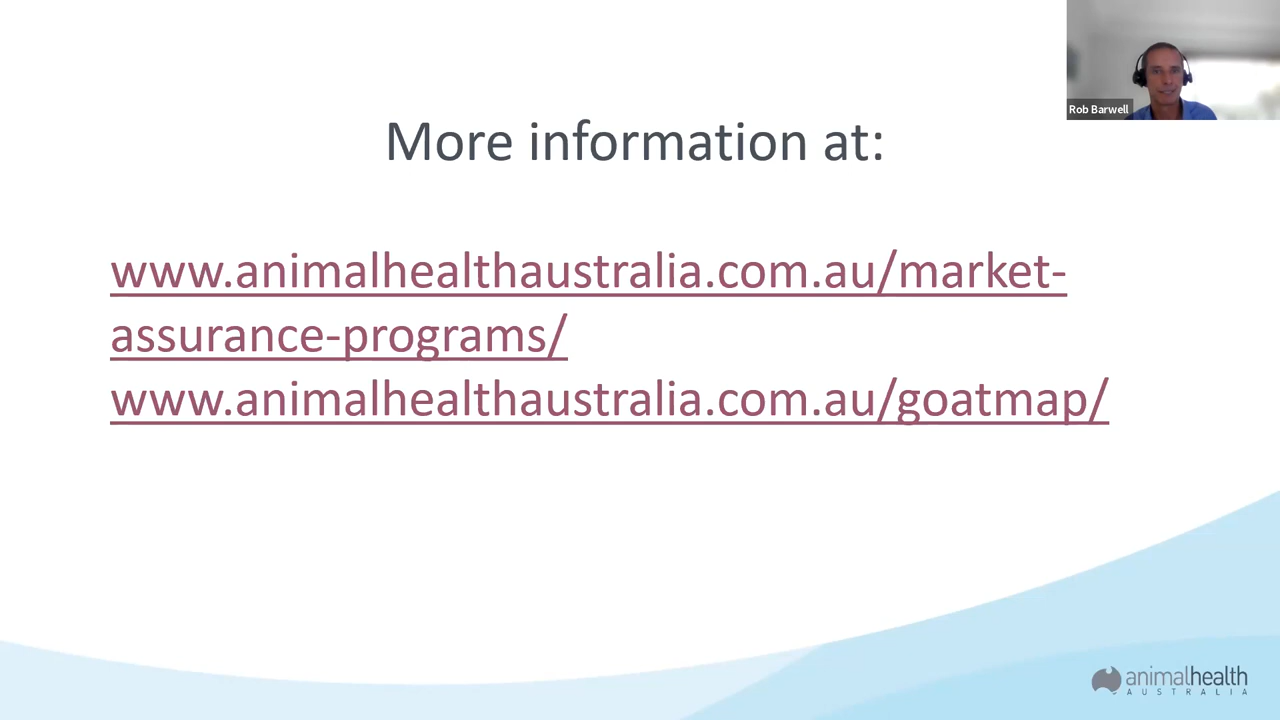 Rob Barwell
More information at:
www.animalhealthaustralia.com.au/market-
assurance-programs/
www.animalhealthaustralia.com.au/goatmap/
animalhealth
AUSTRALIA